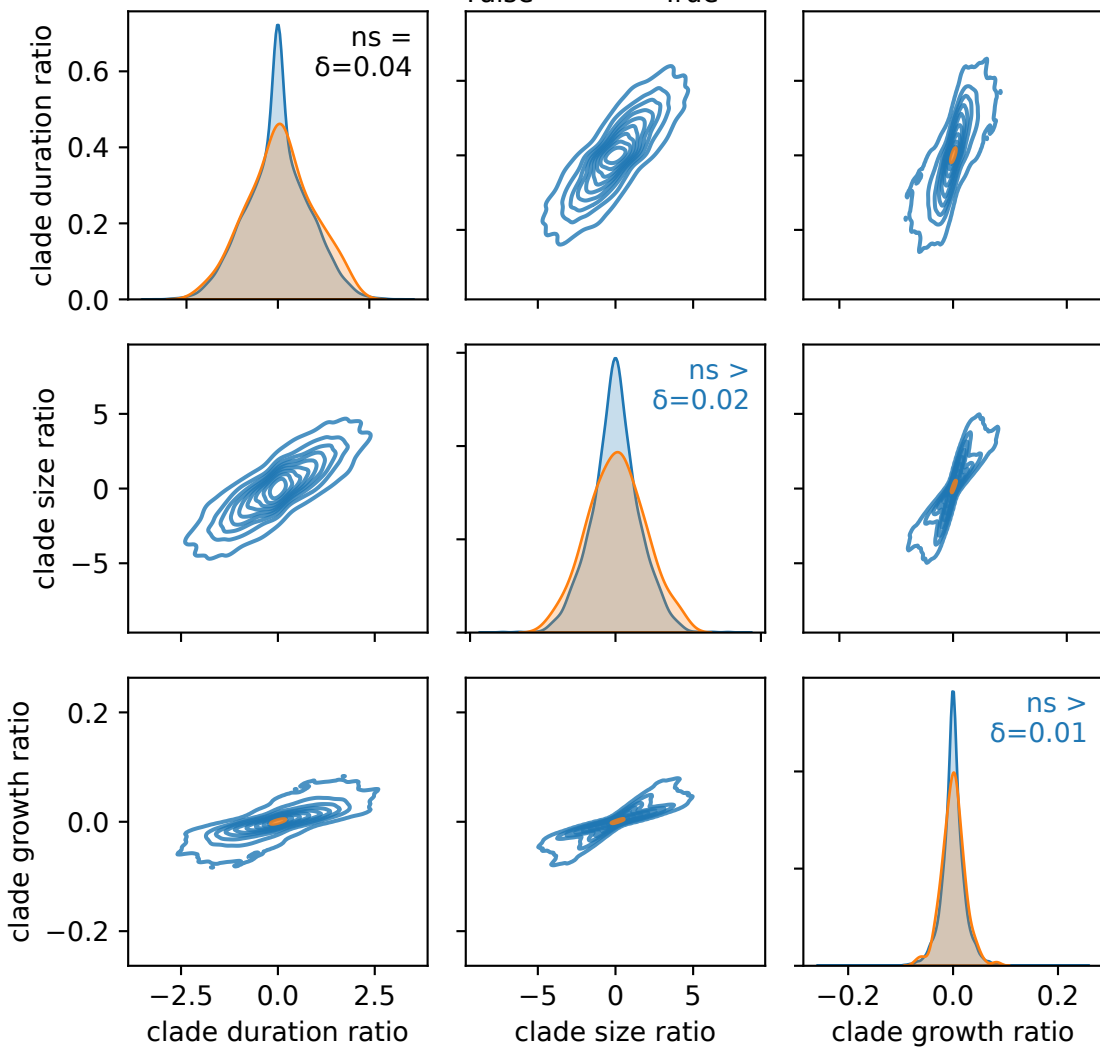 clade duration ratio
0.6
0.4
0.2
0.0
ns =
δ=0.04
clade size ratio
5
0
−5
ns >
δ=0.02
clade growth ratio
0.2
0.0
−0.2
ns >
δ=0.01
−2.5 0.0 2.5
−5 0 5
−0.2 0.0 0.2
clade duration ratio
clade size ratio
clade growth ratio